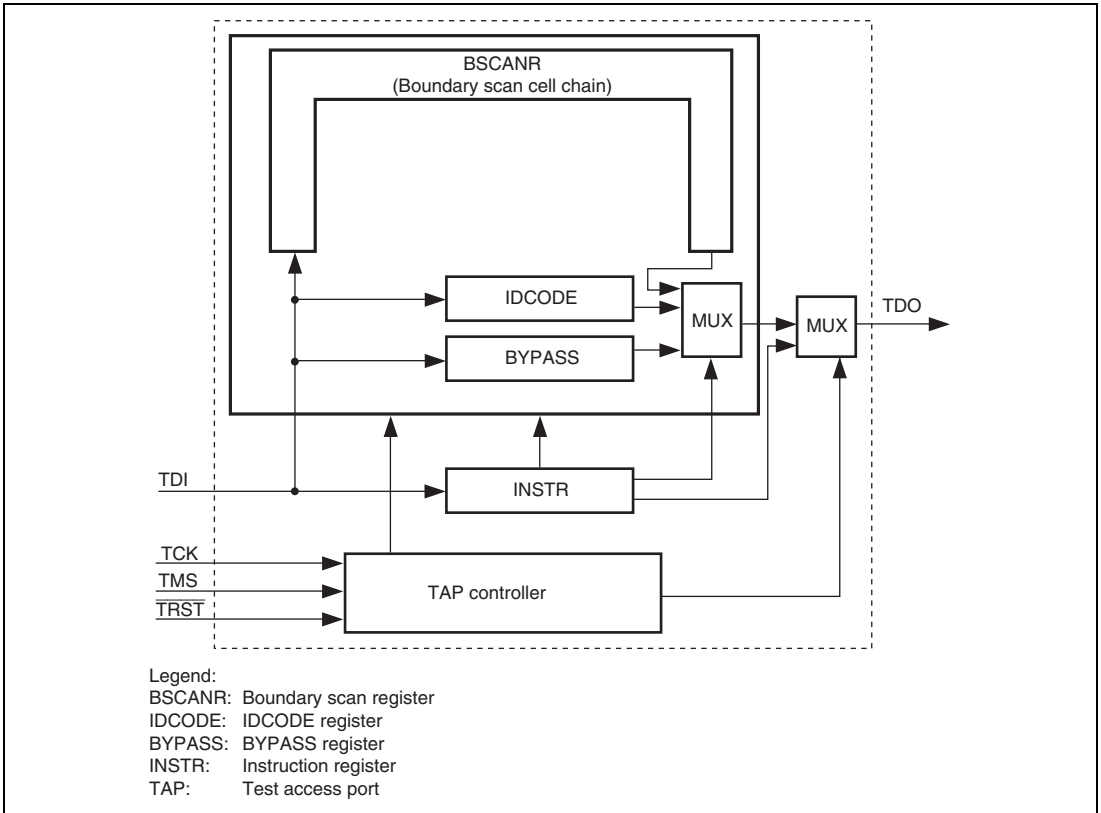 BSCANR
(Boundary scan cell chain)
IDCODE
MUX
MUX
TDO
BYPASS
TDI
INSTR
TCK
TMS
T̅R̅S̅T̅
TAP controller
Legend:
BSCANR: Boundary scan register
IDCODE: IDCODE register
BYPASS: BYPASS register
INSTR: Instruction register
TAP: Test access port